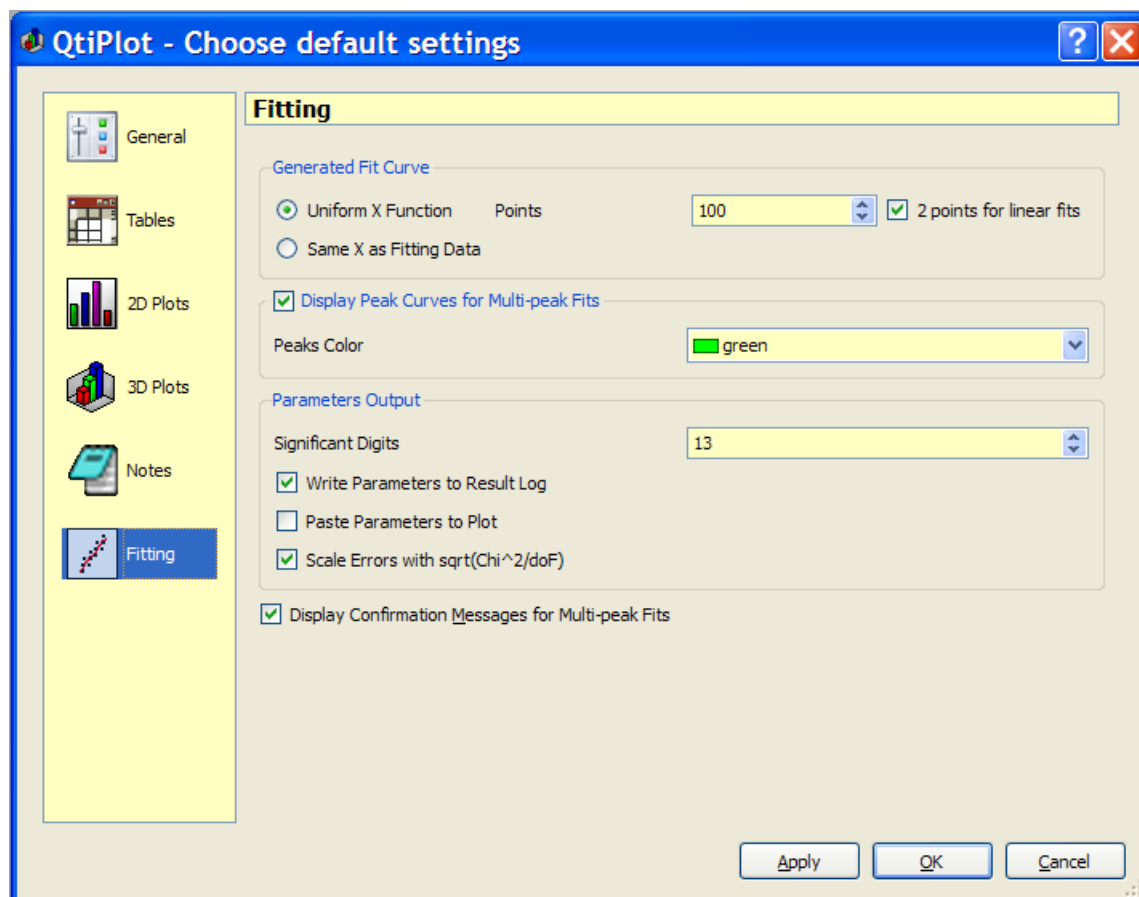 QtiPlot - Choose default settings
General
Tables
2D Plots
3D Plots
Notes
Fitting
Fitting
Generated Fit Curve
Uniform X Function Points 100 2 points for linear fits
Same X as Fitting Data
Display Peak Curves for Multi-peak Fits
Peaks Color green
Parameters Output
Significant Digits 13
Write Parameters to Result Log
Paste Parameters to Plot
Scale Errors with sqrt(Chi^2/doF)
Display Confirmation Messages for Multi-peak Fits
Apply OK Cancel